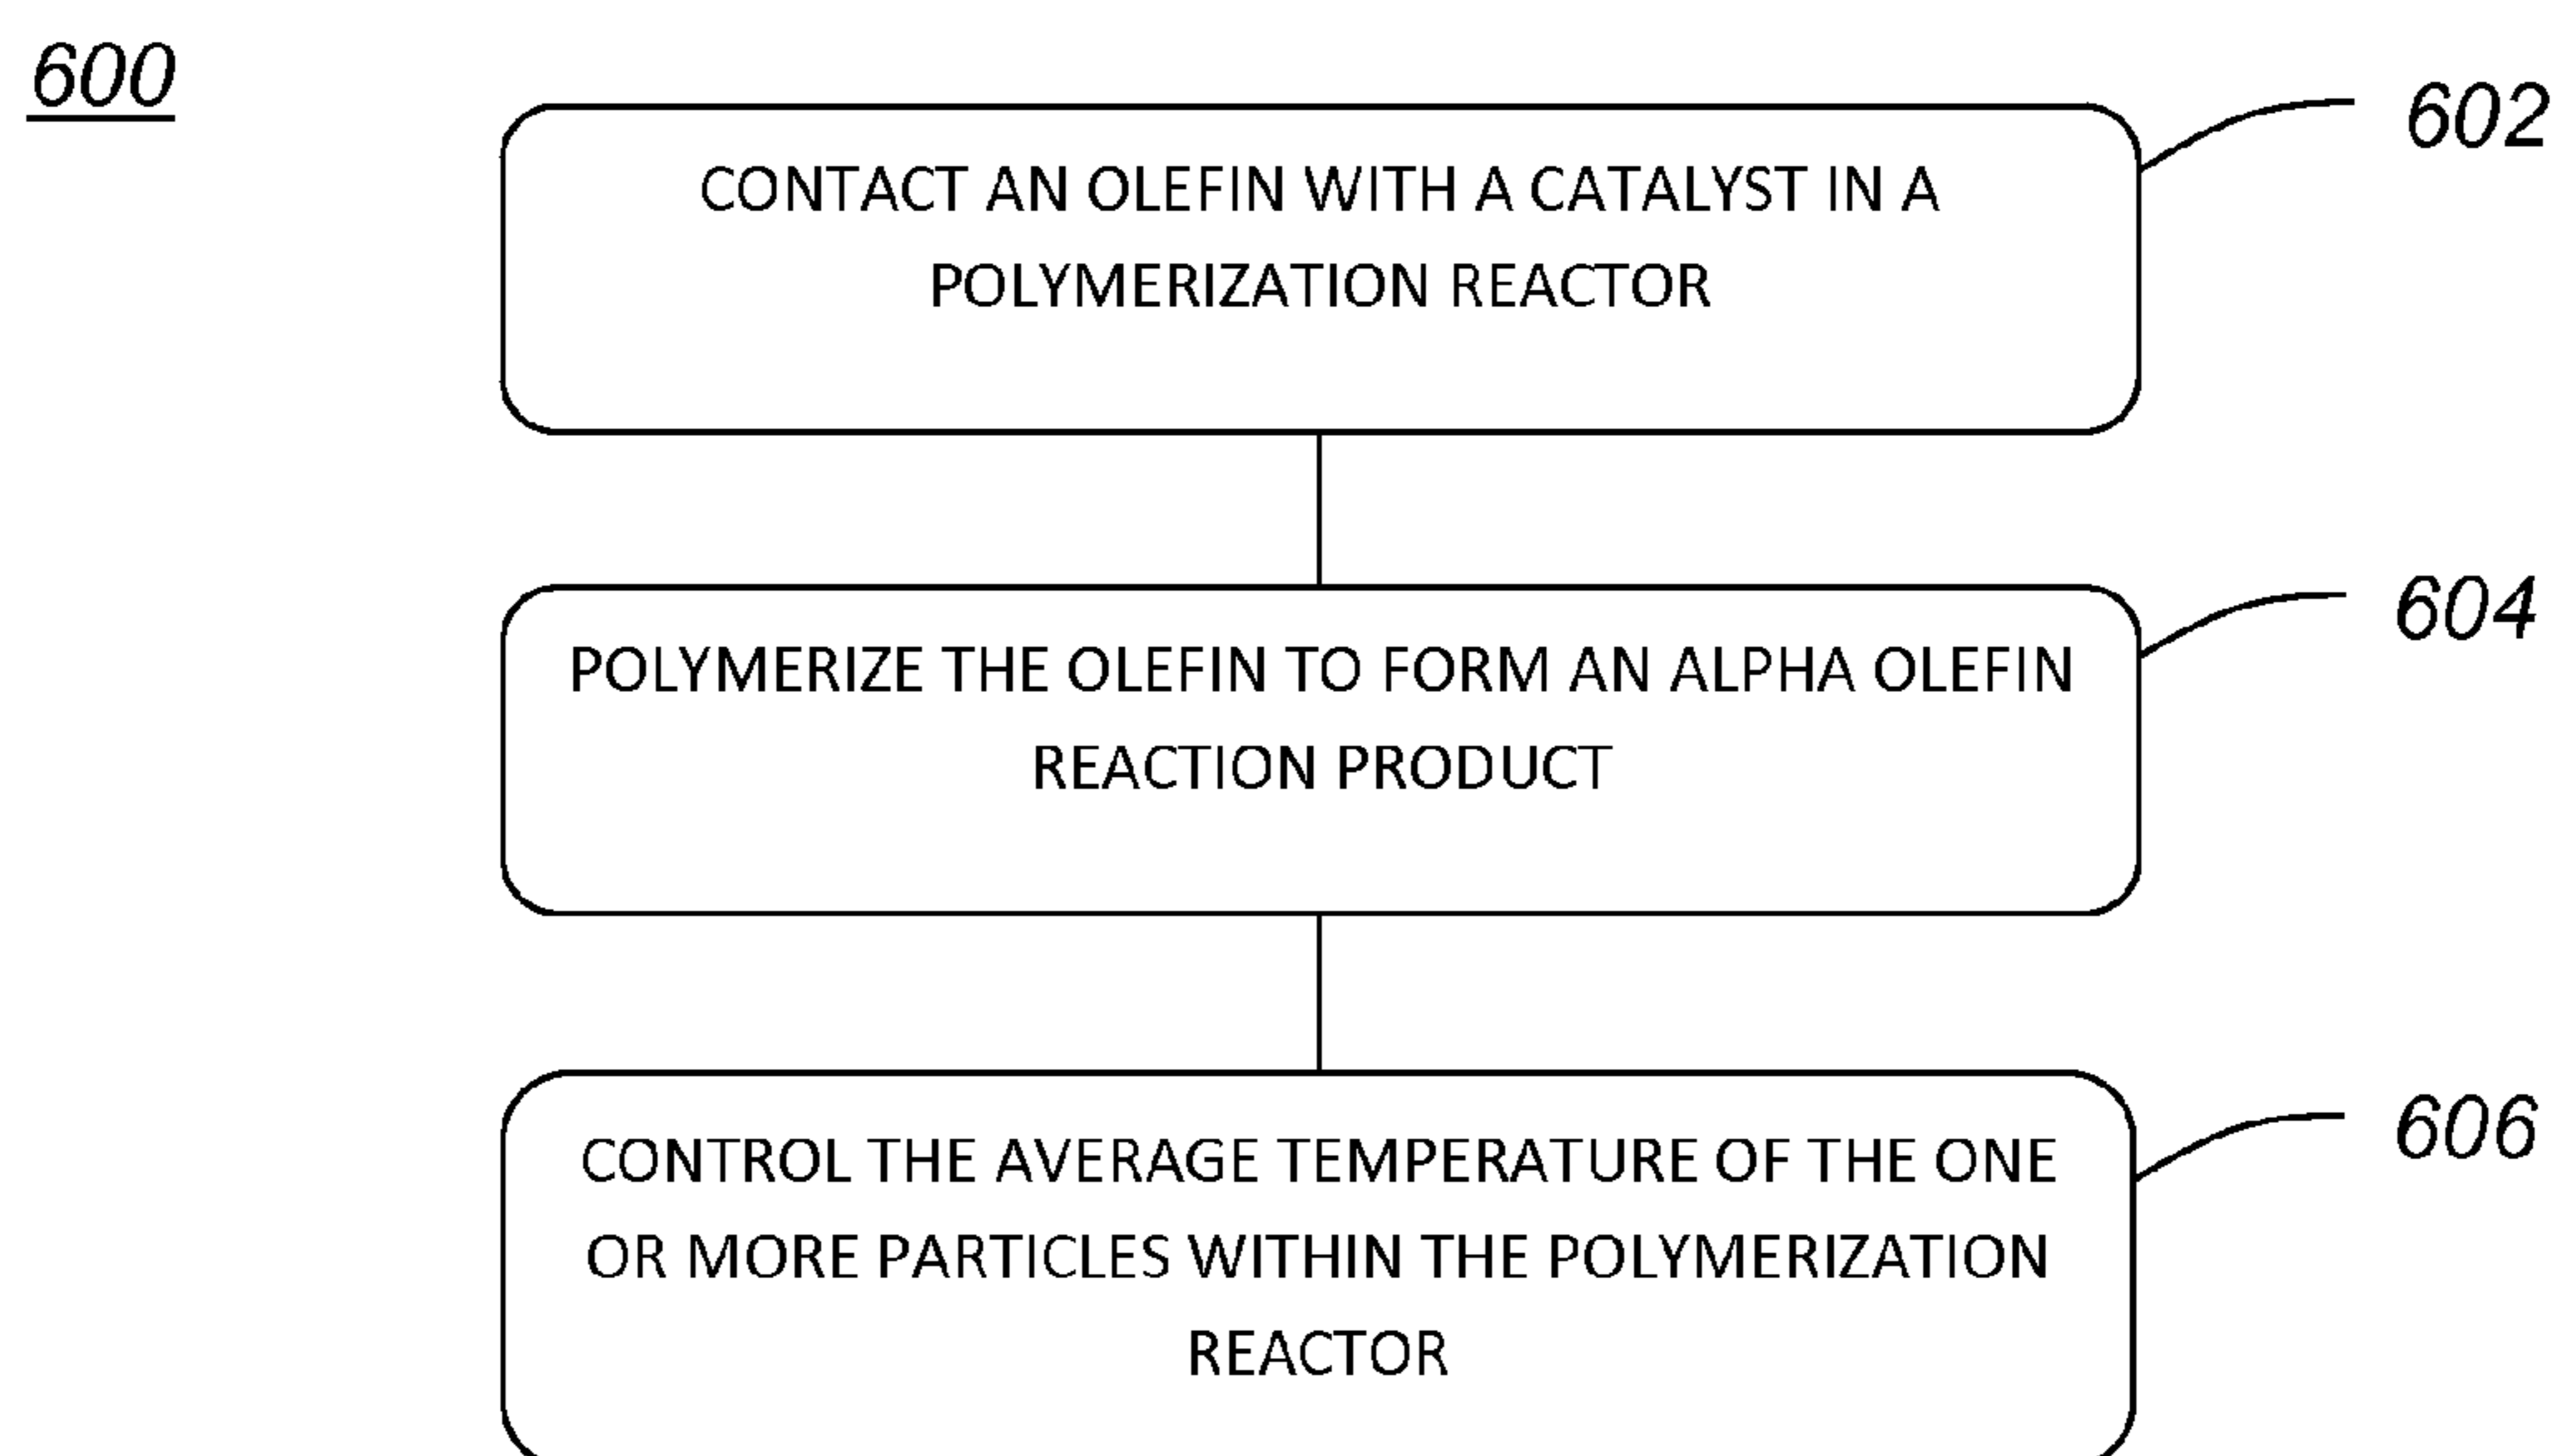 600
602
CONTACT AN OLEFIN WITH A CATALYST IN A
POLYMERIZATION REACTOR
604
POLYMERIZE THE OLEFIN TO FORM AN ALPHA OLEFIN
REACTION PRODUCT
606
CONTROL THE AVERAGE TEMPERATURE OF THE ONE
OR MORE PARTICLES WITHIN THE POLYMERIZATION
REACTOR